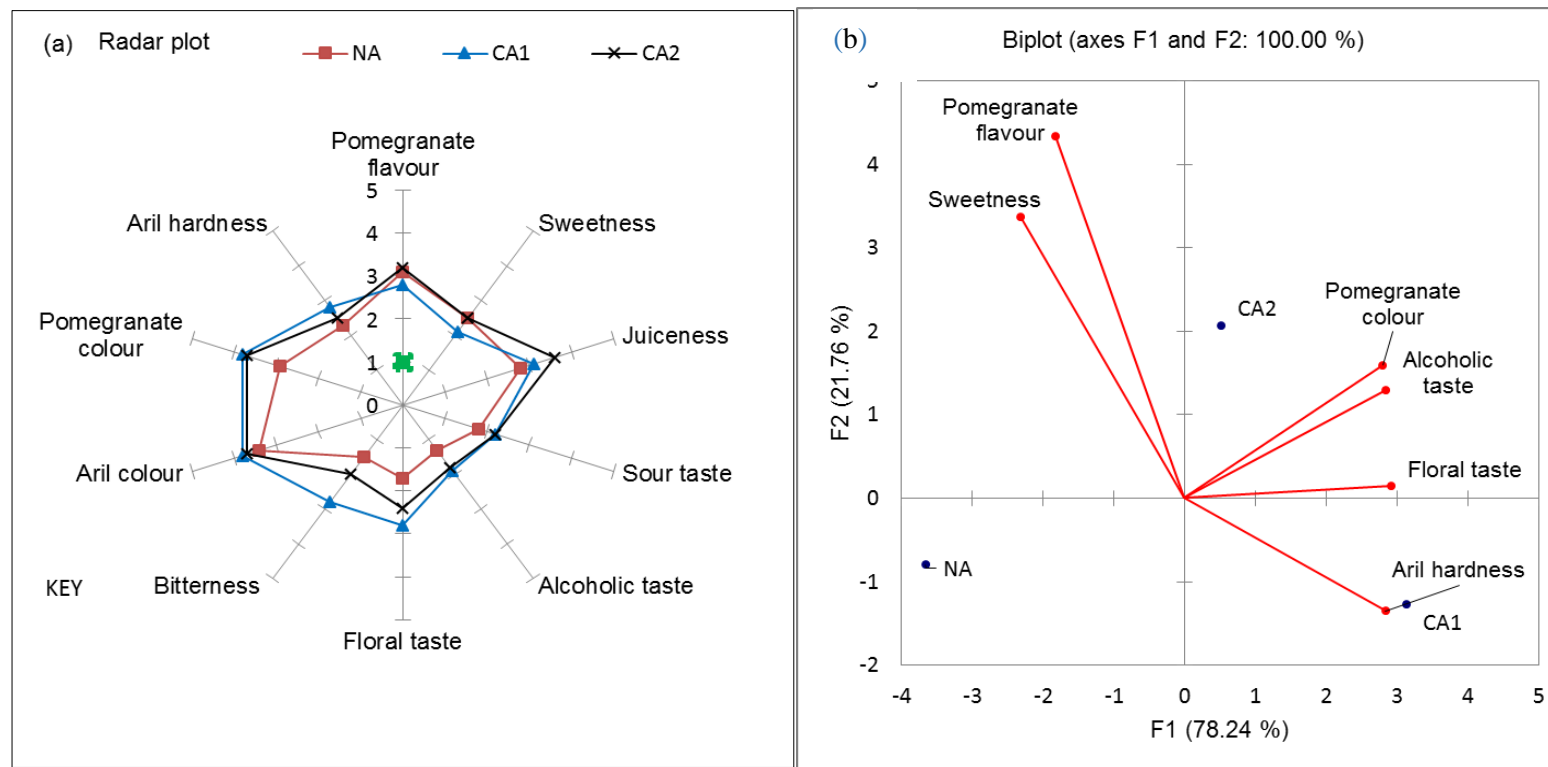 (a) Radar plot
NA CA1 CA2
Pomegranate
flavour
Sweetness
Juiceness
Sour taste
Alcoholic taste
Floral taste
Bitterness
Aril colour
Pomegranate
colour
Aril hardness
5
4
3
2
1
0
KEY
(b) Biplot (axes F1 and F2: 100.00 %)
Pomegranate
flavour
Sweetness
CA2
Pomegranate
colour
Alcoholic
taste
Floral taste
Aril hardness
CA1
NA
F2 (21.76 %)
5
4
3
2
1
0
-1
-2
-4 -3 -2 -1 0 1 2 3 4 5
F1 (78.24 %)